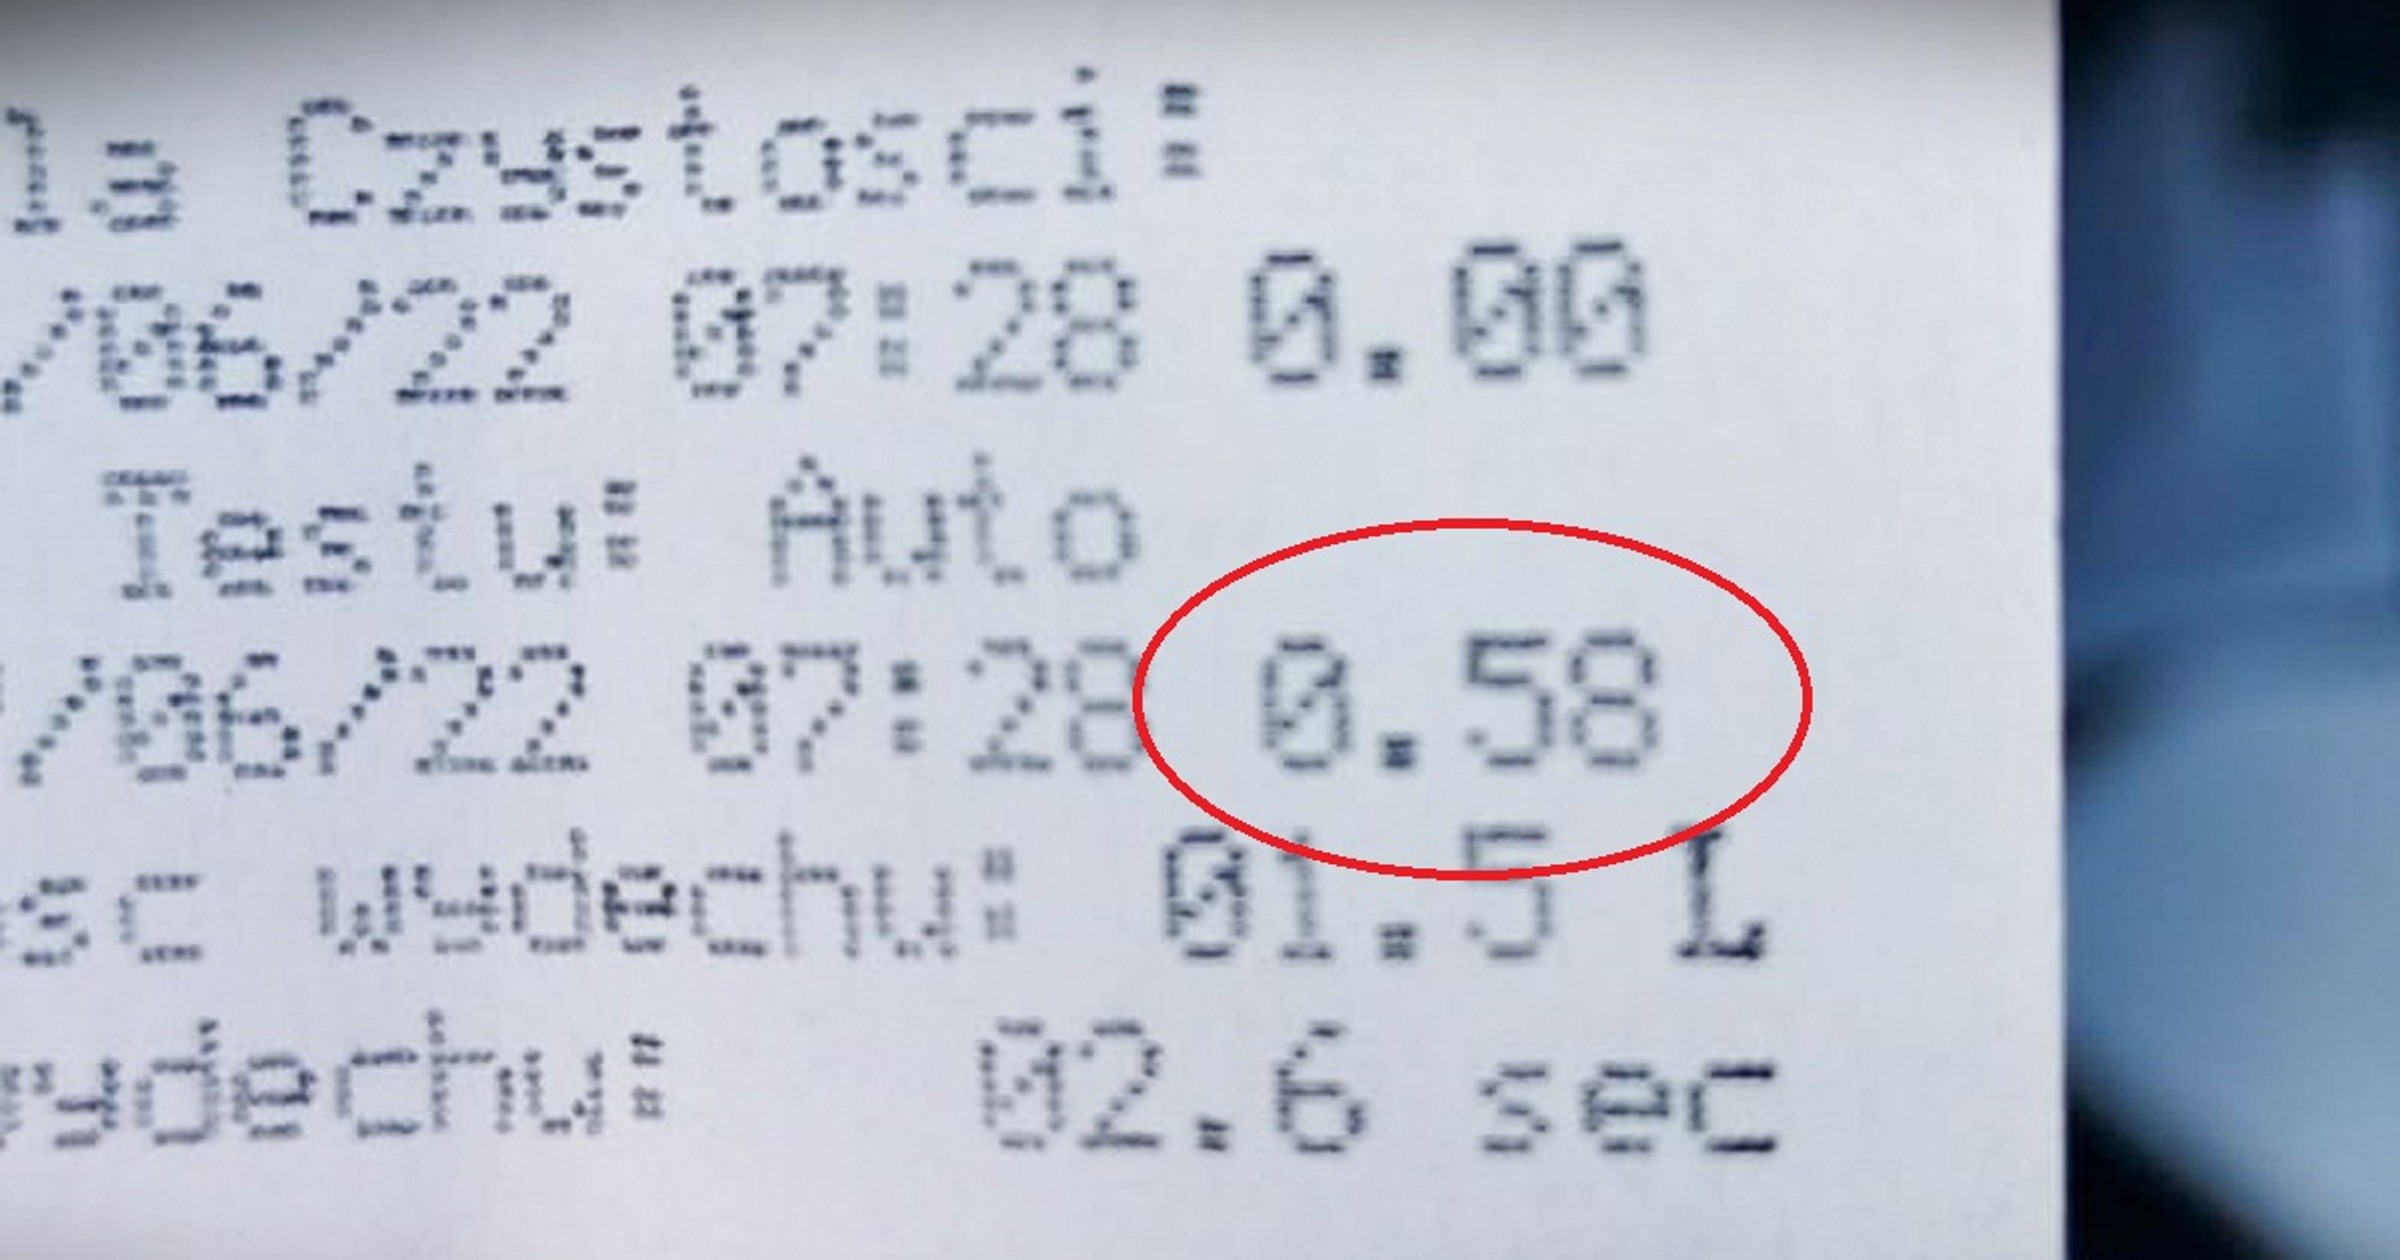 la Czystosci:
/06/22 07:28 0.00
Testu: Auto
/06/22 07:28 0.58
sc wydechu: 01.5 L
ydechu: 02.6 sec